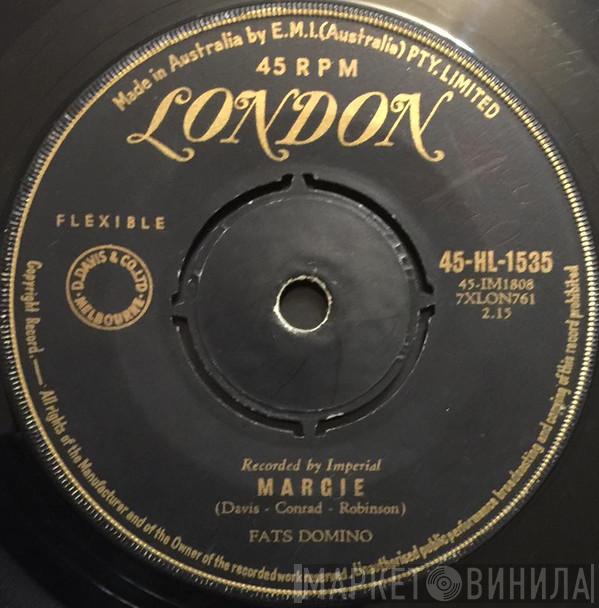 Made in Australia by E.M.I.(Australia) PTY. LIMITED
45 RPM
LONDON
FLEXIBLE
D.DAVIS & CO.LTD.
MELBOURNE
45-HL-1535
45-IM1808
7XLON761
2.15
Recorded by Imperial
MARGIE
(Davis - Conrad - Robinson)
FATS DOMINO
Copyright Record. — All rights of the Manufacturer and of the Owner of the recorded work reserved. Unauthorised public performance broadcasting and copying of this record prohibited
МАРКЕТ ВИНИЛА